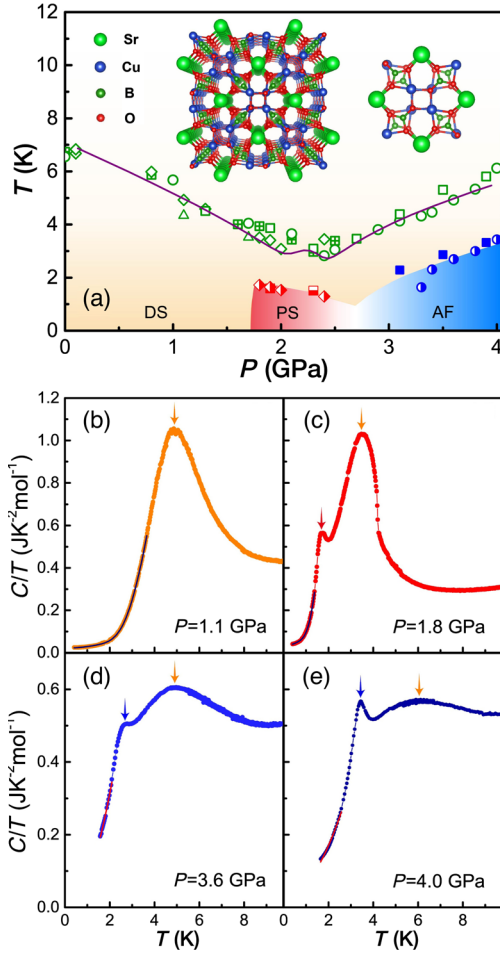 12
10
8
6
4
2
0
T (K)
Sr
Cu
B
O
(a)
DS
PS
AF
0
1
2
3
4
P (GPa)
(b)
(c)
1.2
1.0
0.8
0.6
0.4
0.2
0.0
C/T (JK⁻²mol⁻¹)
P=1.1 GPa
P=1.8 GPa
(d)
(e)
0.6
0.4
0.2
0.0
C/T (JK⁻²mol⁻¹)
P=3.6 GPa
P=4.0 GPa
0
2
4
6
8
0
2
4
6
8
10
T (K)
T (K)